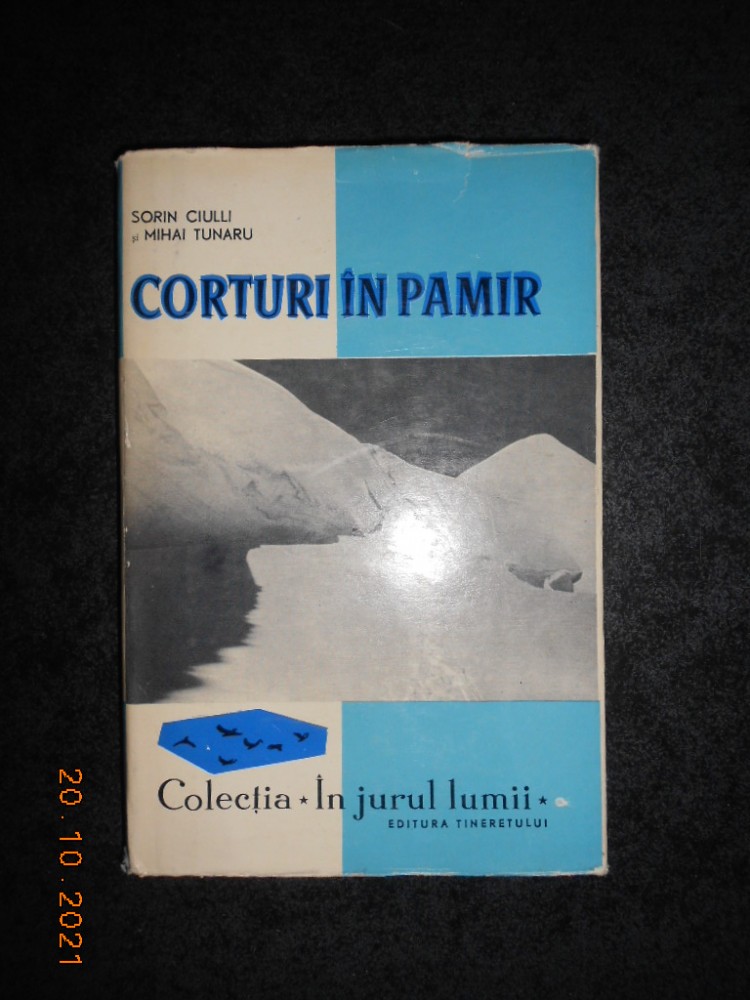 SORIN CIULLI
și MIHAI TUNARU
CORTURI ÎN PAMIR
Colecția ★ În jurul lumii ★
EDITURA TINERETULUI
20.10.2021